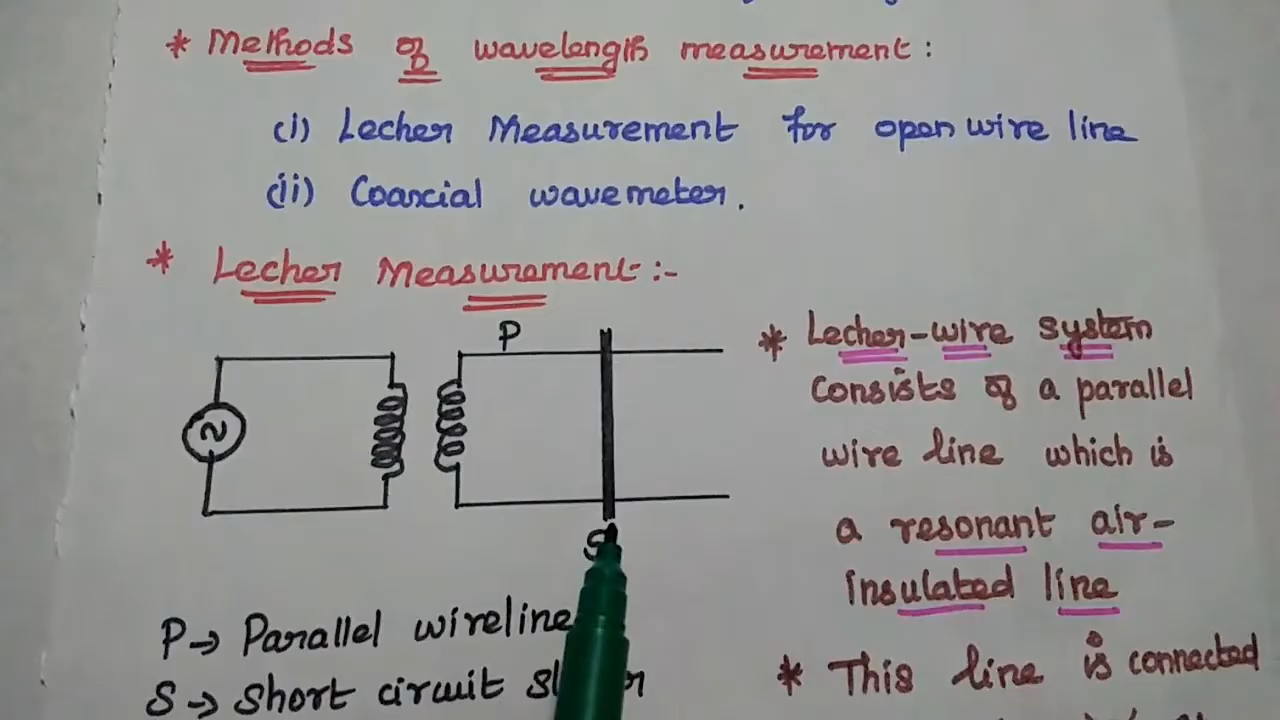 * Methods of wavelength measurement:
(i) Lecher Measurement for open wire line
(ii) Coaxial wavemeter.
* Lecher Measurement:-
P
S
P→ Parallel wireline
S→ Short circuit
* Lecher-wire system
consists of a parallel
wire line which is
a resonant air-
insulated line
* This line is connected